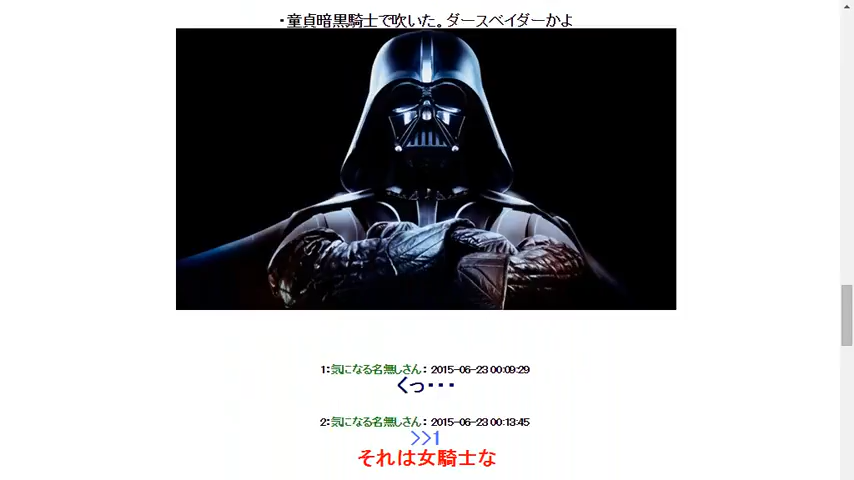 ・童貞暗黒騎士で吹いた。ダースベイダーかよ
1:気になる名無しさん: 2015-06-23 00:09:29
くっ・・・
2:気になる名無しさん: 2015-06-23 00:13:45
>>1
それは女騎士な